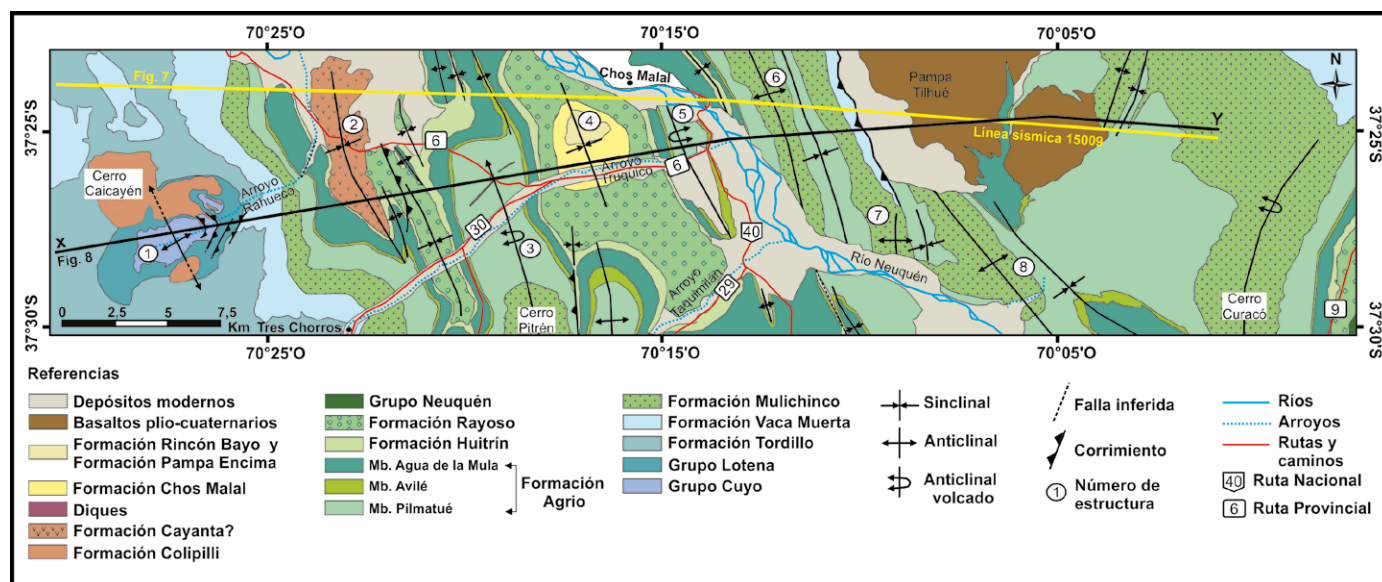 70°25'O
70°15'O
70°05'O
N
Fig. 7
Chos Malal
6
Pampa
Tilhué
37°25'S
2
6
4
5
Y
37°25'S
Línea sísmica 15009
Cerro
Caicayén
Arroyo
Rahueco
Arroyo
Truquico
6
X
Fig. 8
1
30
3
40
7
Río Neuquén
8
Arroyo
Taquimilán
29
Cerro
Pitrén
Cerro
Curacó
9
0 2,5 5 7,5
Km
Tres Chorros
37°30'S
37°30'S
70°25'O
70°15'O
70°05'O
Referencias
Depósitos modernos
Basaltos plio-cuaternarios
Formación Rincón Bayo y
Formación Pampa Encima
Formación Chos Malal
Diques
Formación Cayanta?
Formación Colipilli
Grupo Neuquén
Formación Rayoso
Formación Huitrín
Mb. Agua de la Mula
Mb. Avilé
Mb. Pilmatué
Formación
Agrio
Formación Mulichinco
Formación Vaca Muerta
Formación Tordillo
Grupo Lotena
Grupo Cuyo
Sinclinal
Anticlinal
Anticlinal
volcado
Falla inferida
Corrimiento
1 Número de
estructura
Ríos
Arroyos
Rutas y
caminos
40 Ruta Nacional
6 Ruta Provincial